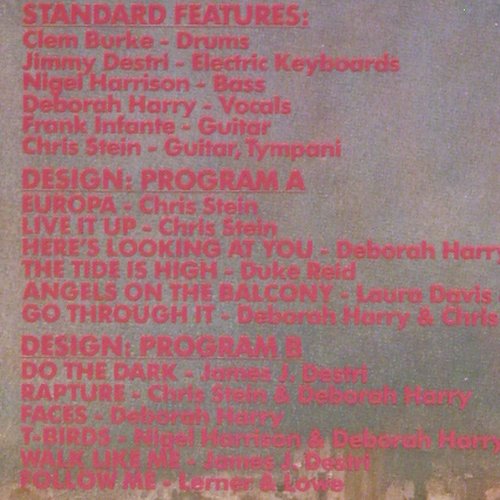 STANDARD FEATURES:
Clem Burke - Drums
Jimmy Destri - Electric Keyboards
Nigel Harrison - Bass
Deborah Harry - Vocals
Frank Infante - Guitar
Chris Stein - Guitar, Tympani
DESIGN: PROGRAM A
EUROPA - Chris Stein
LIVE IT UP - Chris Stein
HERE'S LOOKING AT YOU - Deborah Harry
THE TIDE IS HIGH - Duke Reid
ANGELS ON THE BALCONY - Laura Davis
GO THROUGH IT - Deborah Harry & Chris
DESIGN: PROGRAM B
DO THE DARK - James J. Destri
RAPTURE - Chris Stein & Deborah Harry
FACES - Deborah Harry
T-BIRDS - Nigel Harrison & Deborah Harry
WALK LIKE ME - James J. Destri
FOLLOW ME - Lerner & Lowe